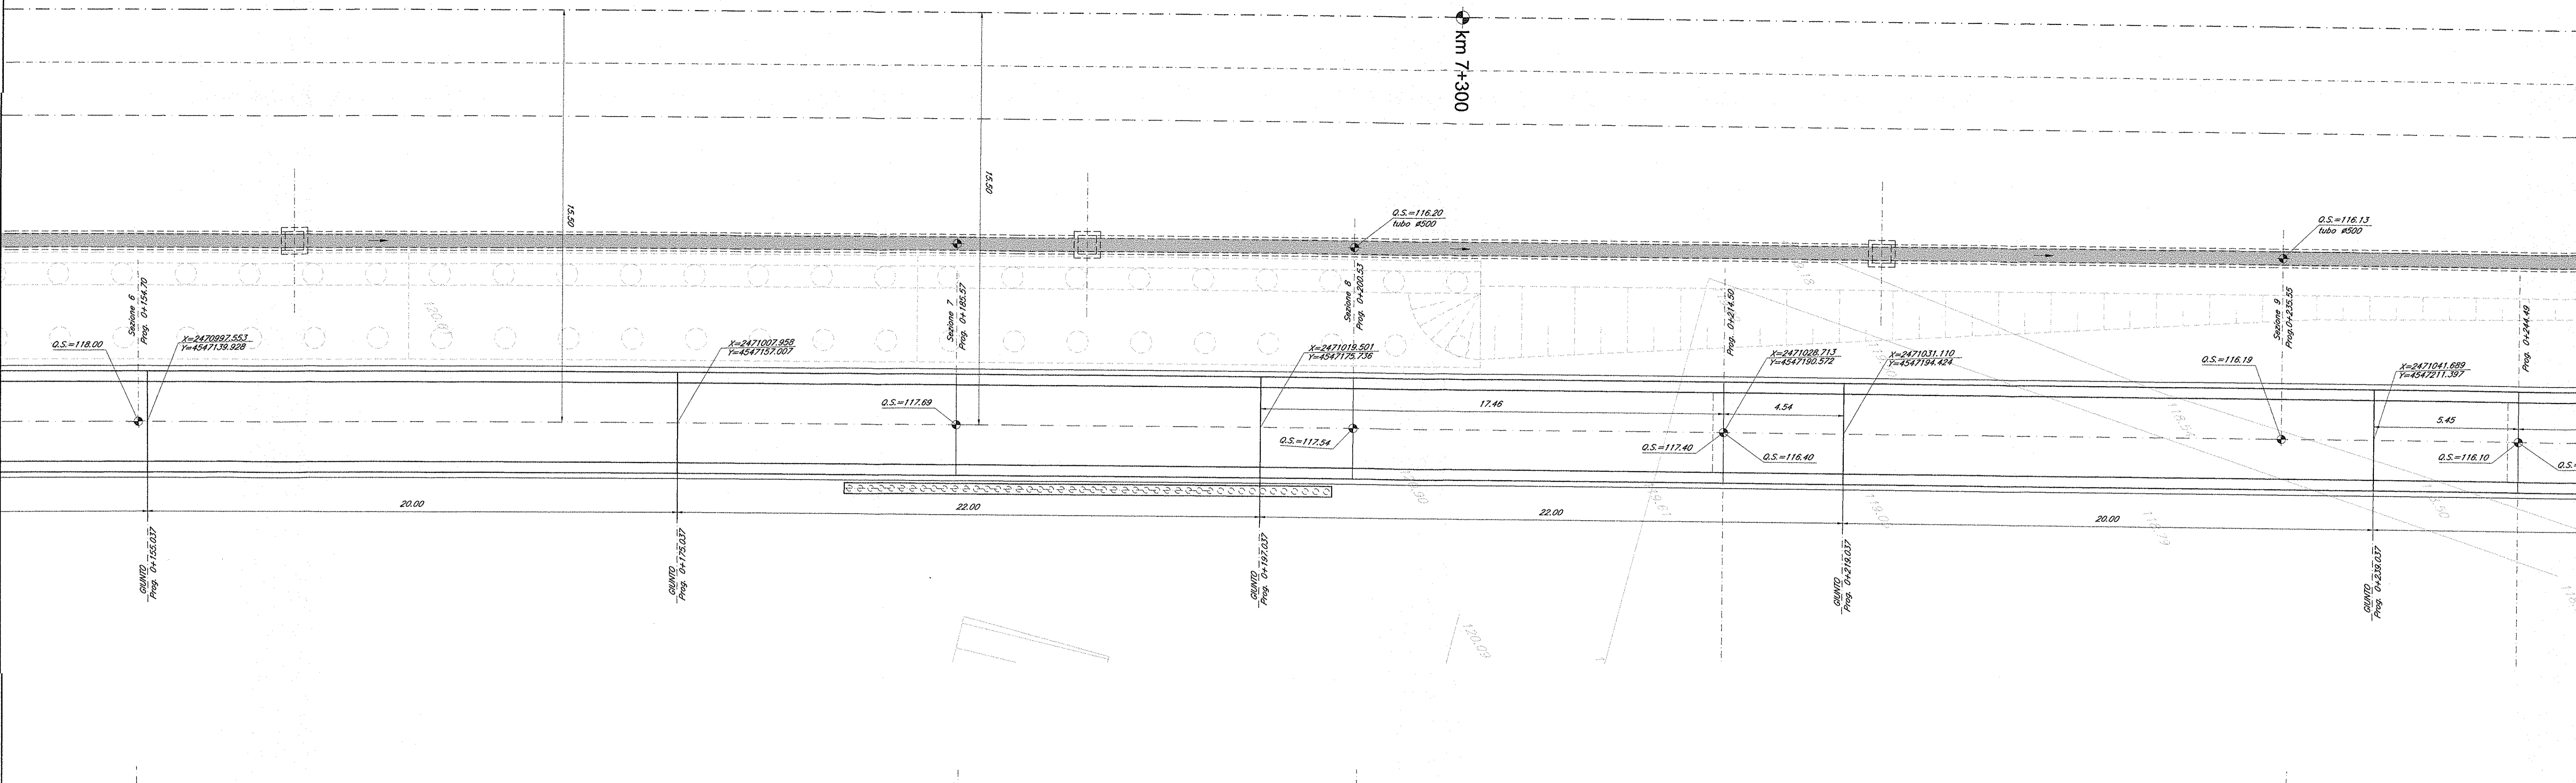 km 7+300
15.50
15.50
Q.S.=116.20
tubo ø500
Q.S.=116.13
tubo ø500
Sezione 6
Prog. 0+154.70
Sezione 7
Prog. 0+185.57
Sezione 8
Prog. 0+200.53
Prog. 0+214.50
Sezione 9
Prog. 0+235.55
Prog. 0+244.49
Q.S.=118.00
X=2470997.553
Y=4547139.928
X=2471007.958
Y=4547157.007
X=2471019.501
Y=4547175.736
X=2471028.713
Y=4547190.572
X=2471031.110
Y=4547194.424
Q.S.=116.19
X=2471041.689
Y=4547211.397
Q.S.=117.69
17.46
4.54
5.45
Q.S.=117.54
Q.S.=117.40
Q.S.=116.40
Q.S.=116.10
Q.S.=
20.00
22.00
22.00
20.00
GIUNTO
Prog. 0+155.037
GIUNTO
Prog. 0+175.037
GIUNTO
Prog. 0+197.037
GIUNTO
Prog. 0+219.037
GIUNTO
Prog. 0+239.037
118.79
120.09